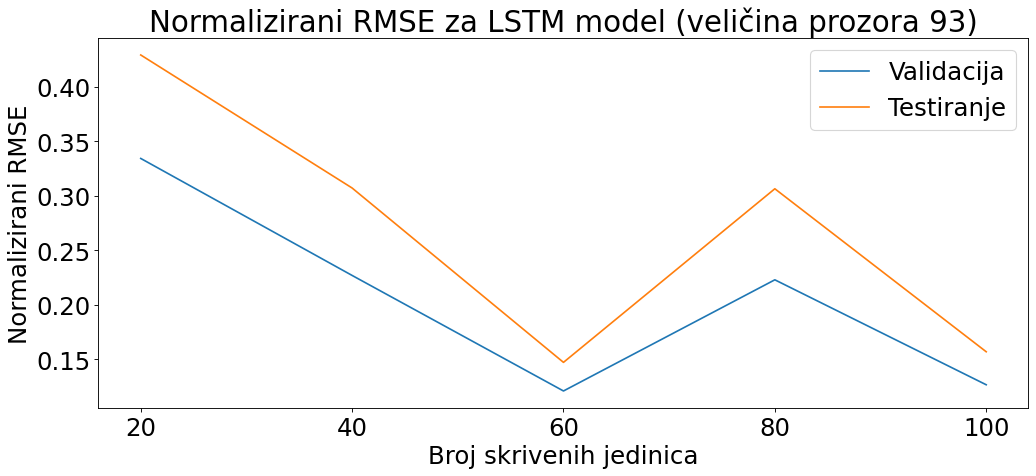 Normalizirani RMSE za LSTM model (veličina prozora 93)
Validacija
Testiranje
Normalizirani RMSE
0.40
0.35
0.30
0.25
0.20
0.15
20 40 60 80 100
Broj skrivenih jedinica